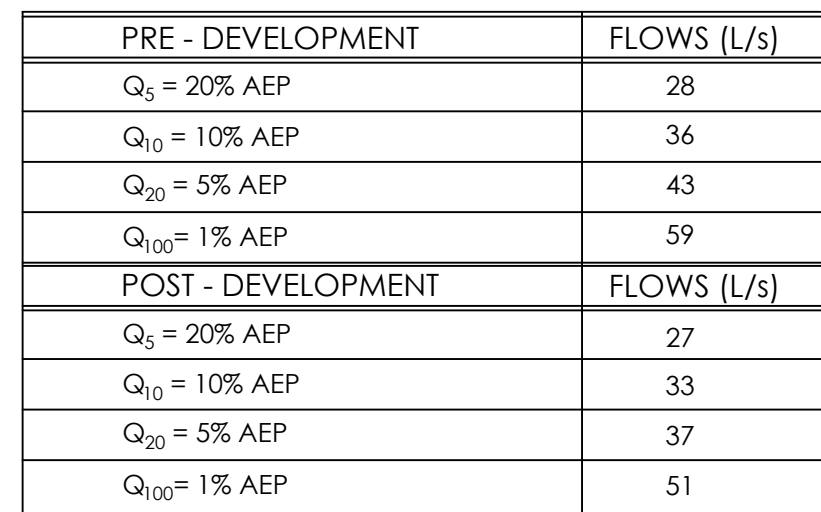 PRE - DEVELOPMENT FLOWS (L/s)
Q₅ = 20% AEP 28
Q₁₀ = 10% AEP 36
Q₂₀ = 5% AEP 43
Q₁₀₀= 1% AEP 59
POST - DEVELOPMENT FLOWS (L/s)
Q₅ = 20% AEP 27
Q₁₀ = 10% AEP 33
Q₂₀ = 5% AEP 37
Q₁₀₀= 1% AEP 51